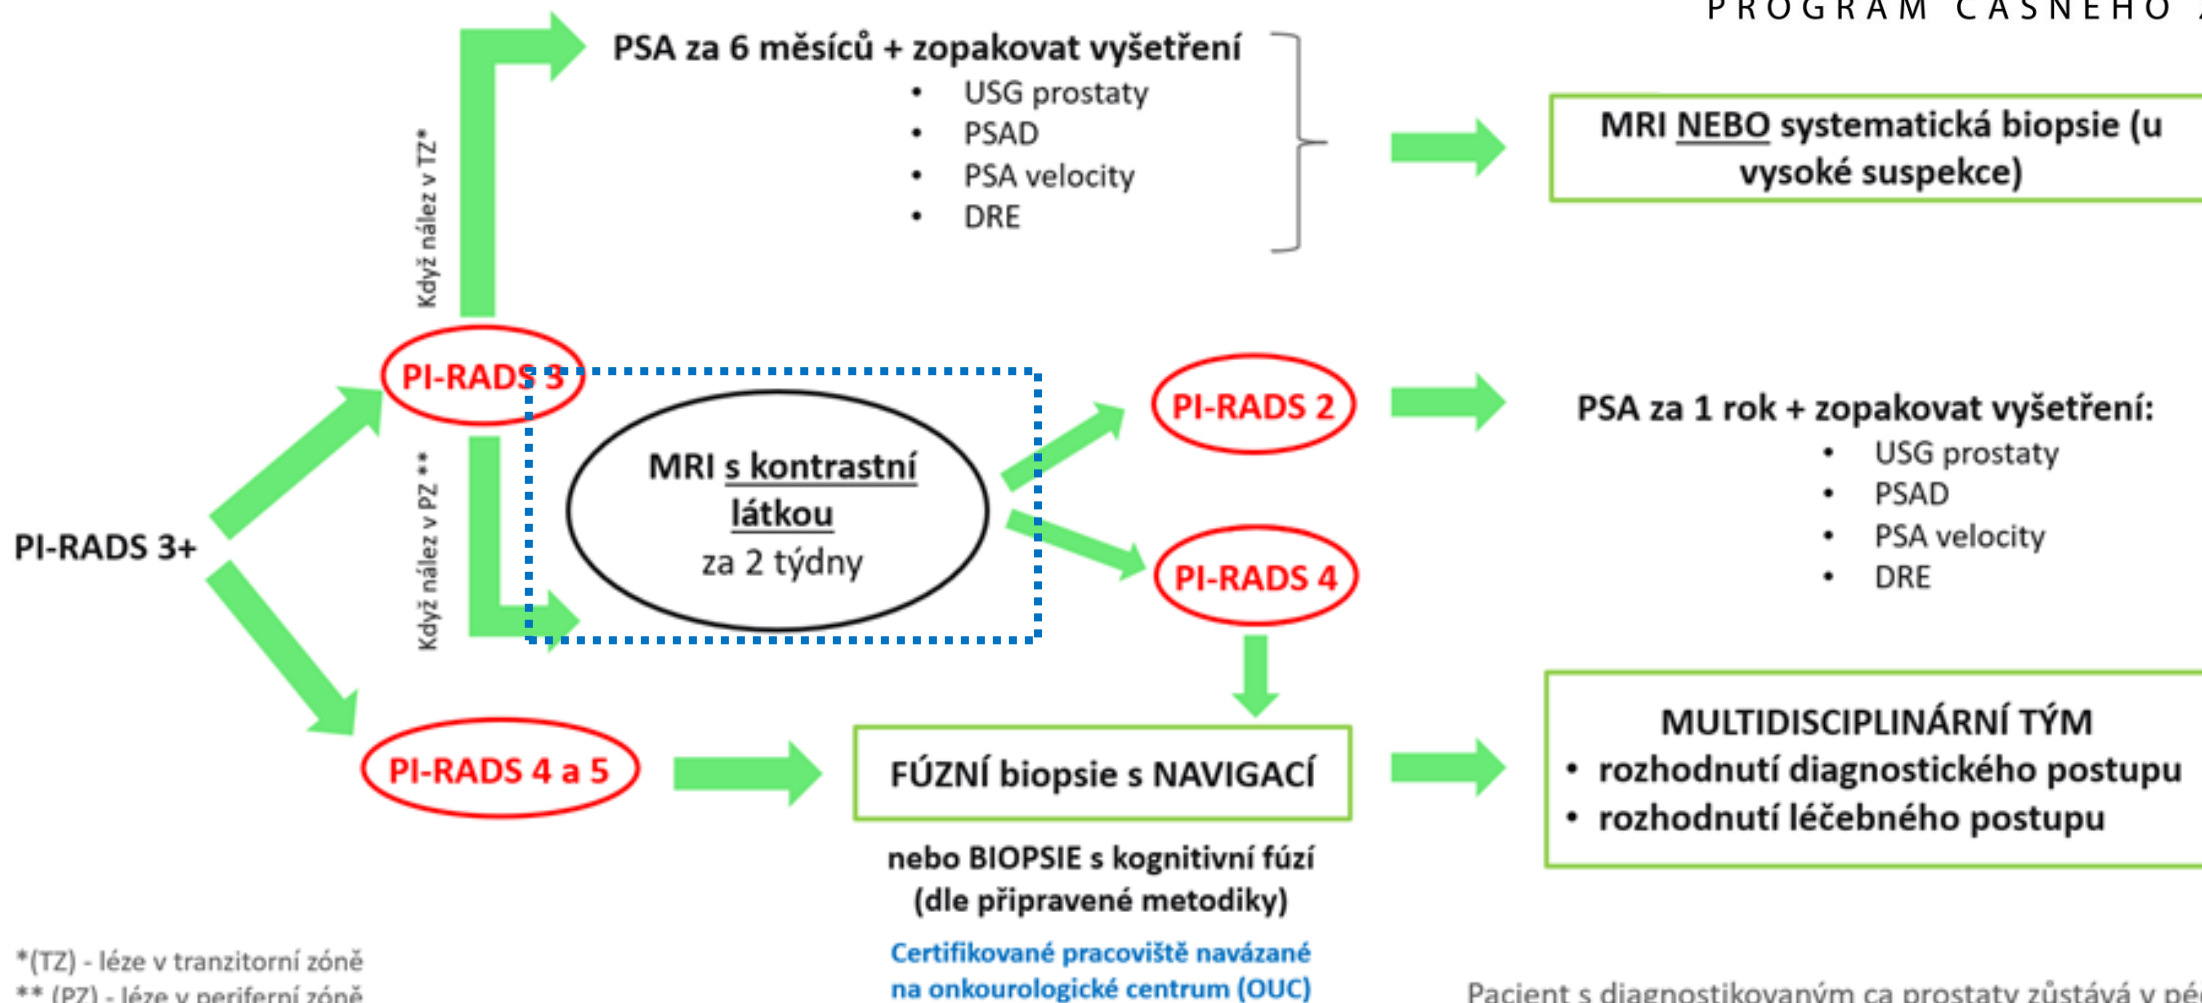 PROGRAM ČASNÉHO
PSA za 6 měsíců + zopakovat vyšetření
• USG prostaty
• PSAD
• PSA velocity
• DRE
MRI NEBO systematická biopsie (u
vysoké suspekce)
Když nález v TZ*
PI-RADS 3
MRI s kontrastní
látkou
za 2 týdny
PI-RADS 2
PSA za 1 rok + zopakovat vyšetření:
• USG prostaty
• PSAD
• PSA velocity
• DRE
Když nález v PZ **
PI-RADS 3+
PI-RADS 4
PI-RADS 4 a 5
FÚZNÍ biopsie s NAVIGACÍ
MULTIDISCIPLINÁRNÍ TÝM
• rozhodnutí diagnostického postupu
• rozhodnutí léčebného postupu
nebo BIOPSIE s kognitivní fúzí
(dle připravené metodiky)
Certifikované pracoviště navázané
na onkourologické centrum (OUC)
*(TZ) - léze v tranzitorní zóně
** (PZ) - léze v periferní zóně
Pacient s diagnostikovaným ca prostaty zůstává v